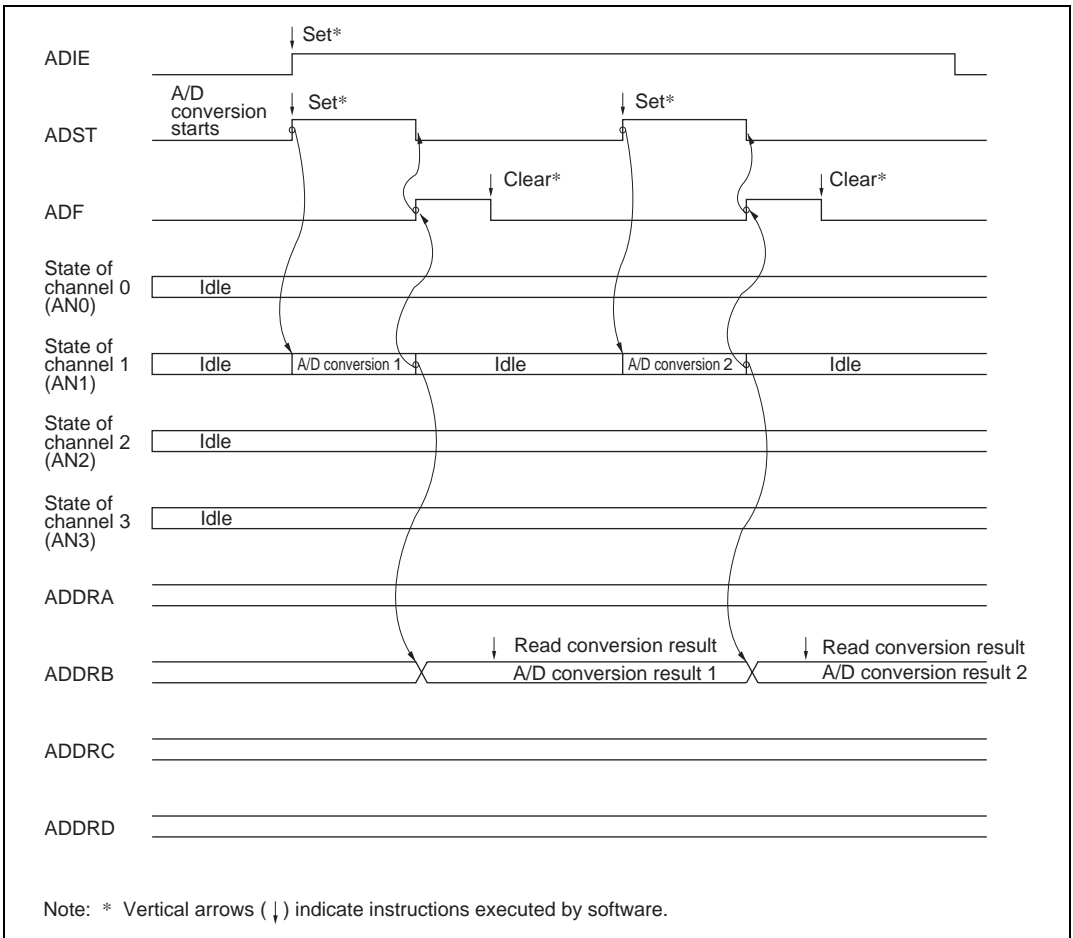 Set*
ADIE
A/D
conversion
starts
Set*
Set*
ADST
Clear*
Clear*
ADF
State of
channel 0
(AN0)
Idle
State of
channel 1
(AN1)
Idle
A/D conversion 1
Idle
A/D conversion 2
Idle
State of
channel 2
(AN2)
Idle
State of
channel 3
(AN3)
Idle
ADDRA
Read conversion result
Read conversion result
ADDRB
A/D conversion result 1
A/D conversion result 2
ADDRC
ADDRD
Note: * Vertical arrows (↓) indicate instructions executed by software.